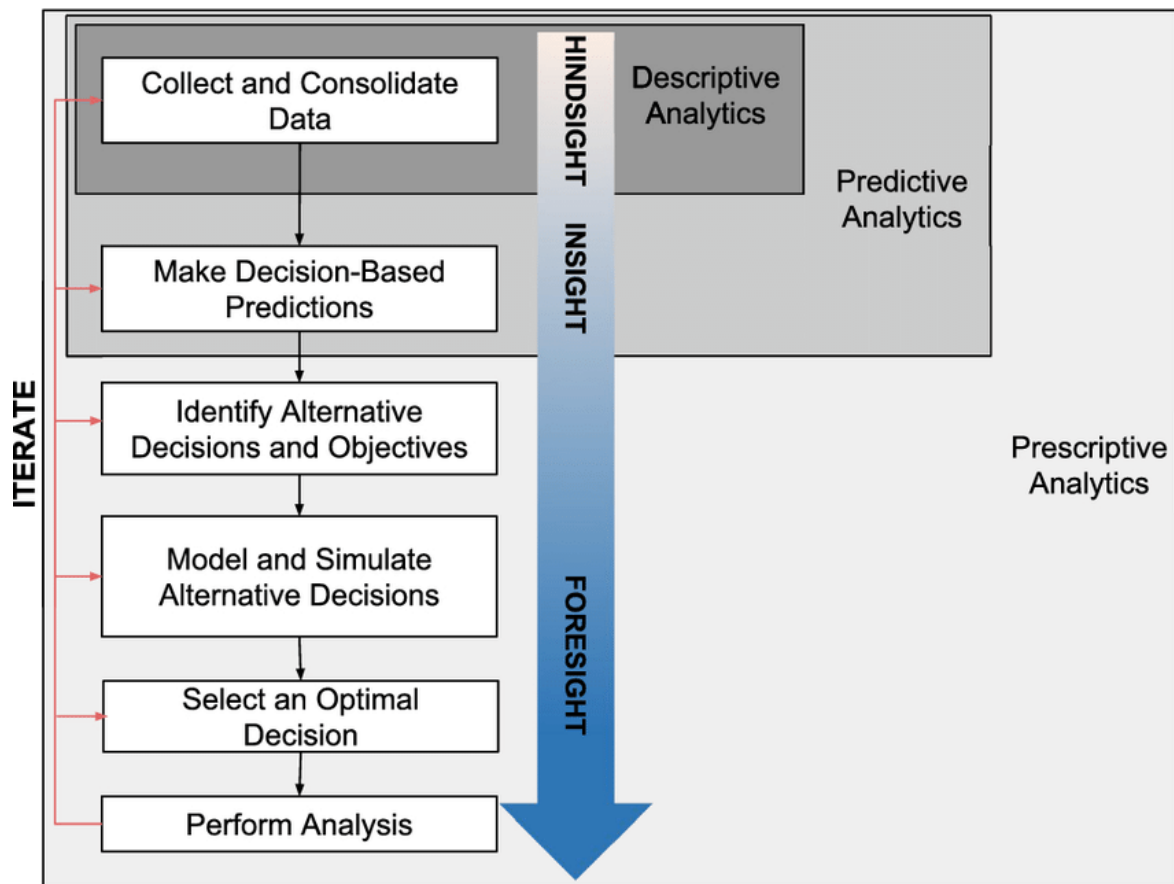 Collect and Consolidate
Data
HINDSIGHT
Descriptive
Analytics
Predictive
Analytics
Make Decision-Based
Predictions
INSIGHT
ITERATE
Identify Alternative
Decisions and Objectives
Prescriptive
Analytics
Model and Simulate
Alternative Decisions
FORESIGHT
Select an Optimal
Decision
Perform Analysis